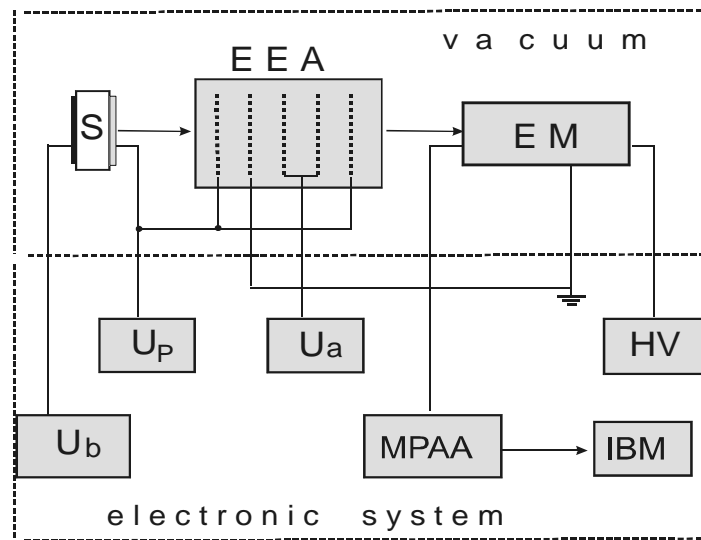 vacuum
EEA
S
EM
UP
Ua
HV
Ub
MPAA
IBM
electronic system